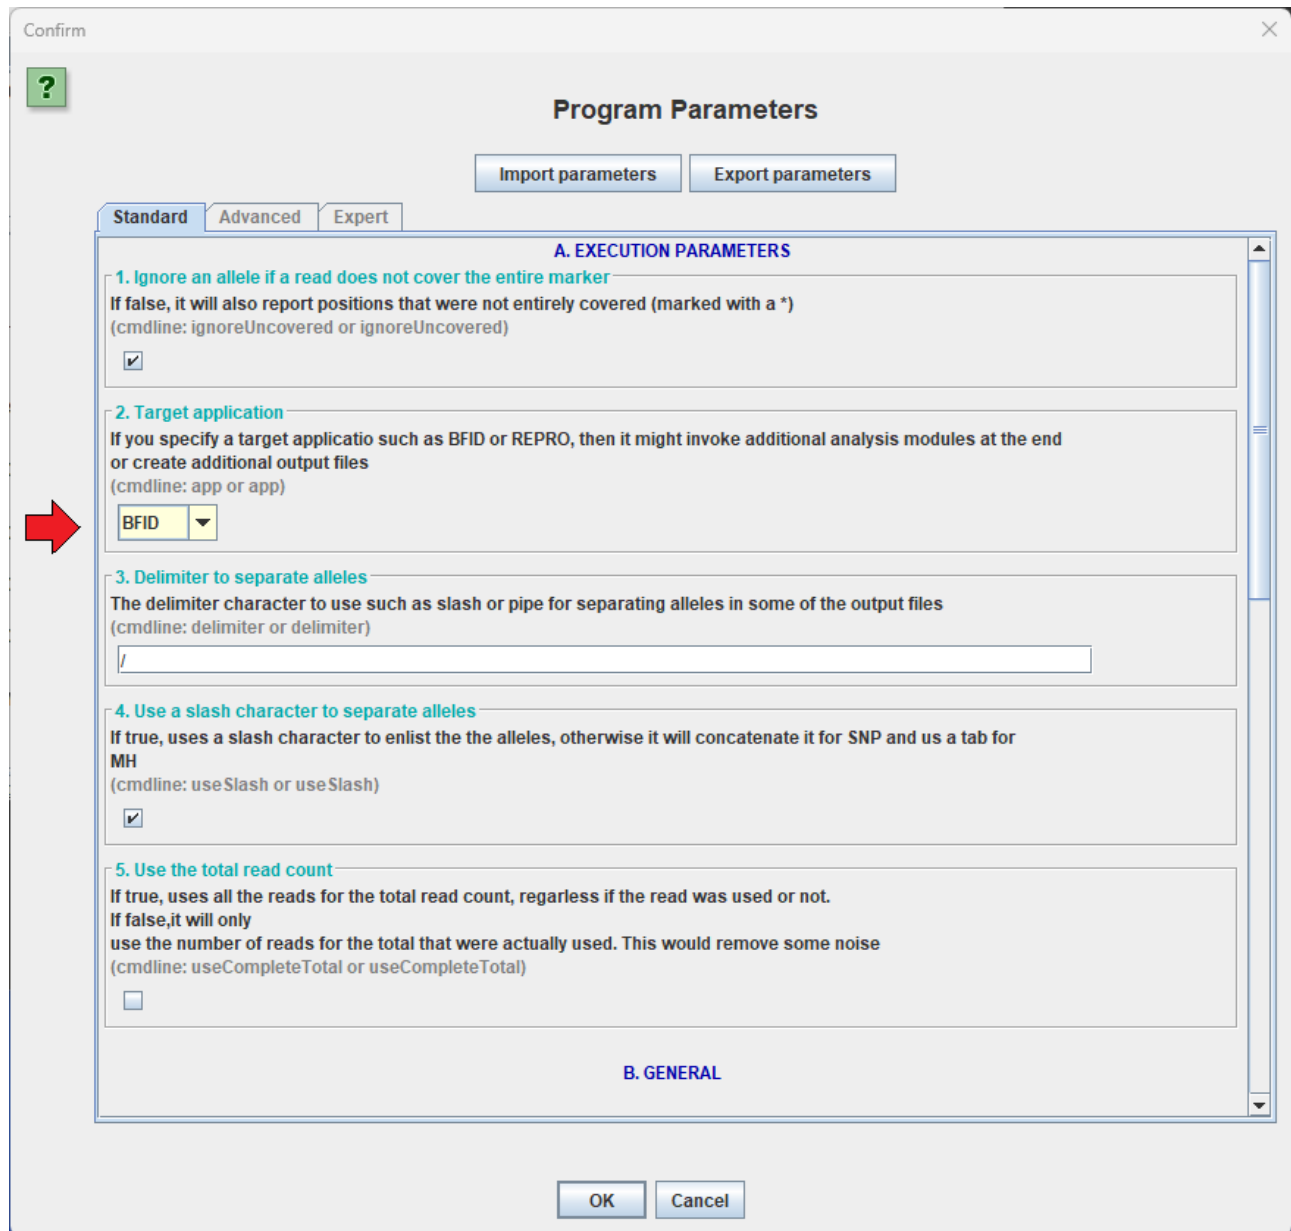 Confirm
?
Program Parameters
Import parameters Export parameters
Standard Advanced Expert
A. EXECUTION PARAMETERS
1. Ignore an allele if a read does not cover the entire marker
If false, it will also report positions that were not entirely covered (marked with a *)
(cmdline: ignoreUncovered or ignoreUncovered)
2. Target application
If you specify a target applicatio such as BFID or REPRO, then it might invoke additional analysis modules at the end
or create additional output files
(cmdline: app or app)
BFID
3. Delimiter to separate alleles
The delimiter character to use such as slash or pipe for separating alleles in some of the output files
(cmdline: delimiter or delimiter)
/
4. Use a slash character to separate alleles
If true, uses a slash character to enlist the the alleles, otherwise it will concatenate it for SNP and us a tab for
MH
(cmdline: useSlash or useSlash)
5. Use the total read count
If true, uses all the reads for the total read count, regarless if the read was used or not.
If false,it will only
use the number of reads for the total that were actually used. This would remove some noise
(cmdline: useCompleteTotal or useCompleteTotal)
B. GENERAL
OK Cancel